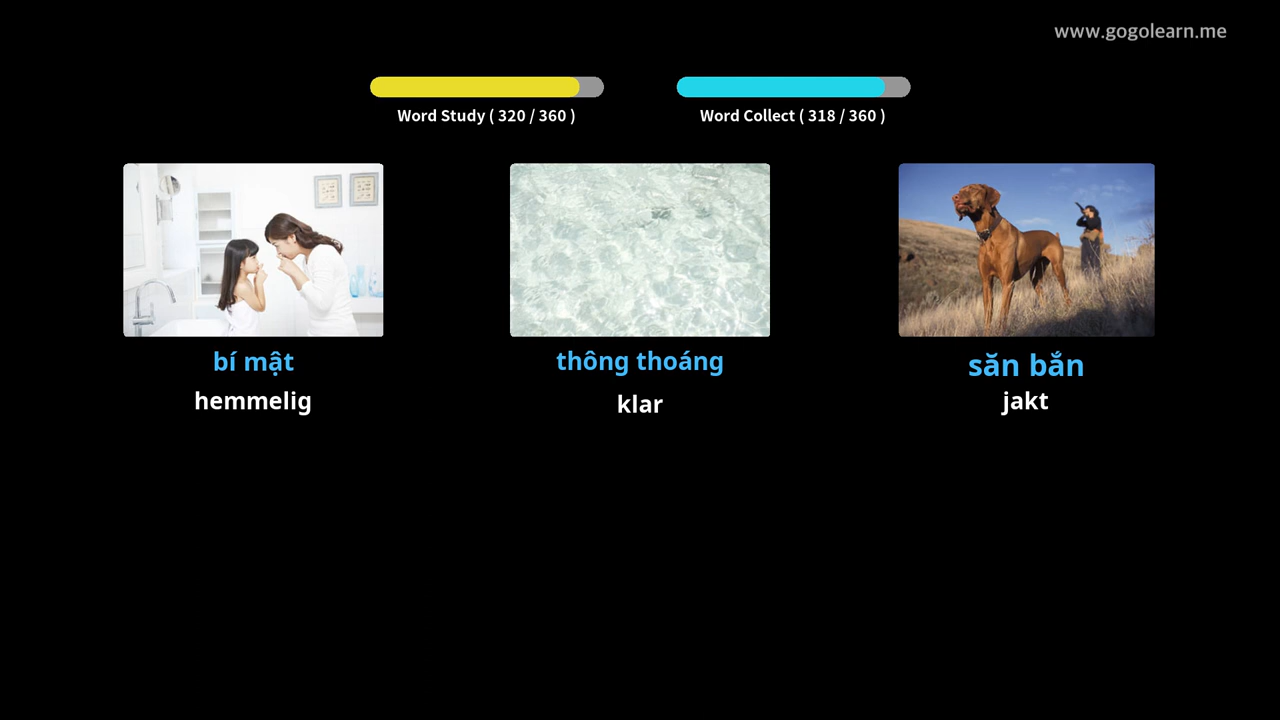 www.gogolearn.me
Word Study ( 320 / 360 )
Word Collect ( 318 / 360 )
bí mật
thông thoáng
săn bắn
hemmelig
klar
jakt